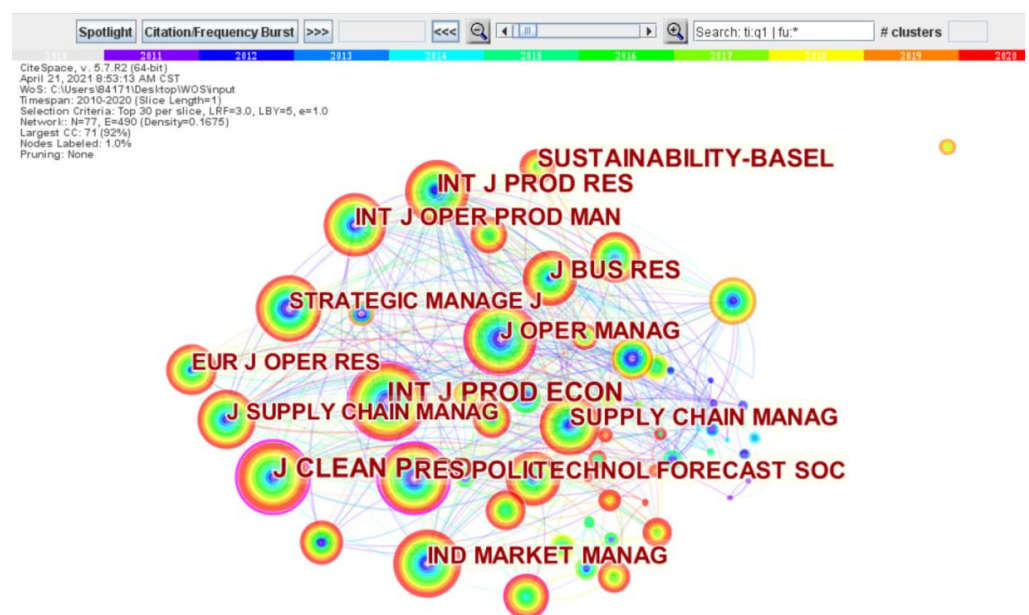 Spotlight Citation/Frequency Burst >>> <<< Search: ti:q1 | fu:* # clusters
2010 2011 2012 2013 2014 2015 2016 2017 2018 2019 2020
CiteSpace, v. 5.7.R2 (64-bit)
April 21, 2021 8:53:13 AM CST
WoS: C:\Users\84171\Desktop\WOS\input
Timespan: 2010-2020 (Slice Length=1)
Selection Criteria: Top 30 per slice, LRF=3.0, LBY=5, e=1.0
Network: N=77, E=490 (Density=0.1675)
Largest CC: 71 (92%)
Nodes Labeled: 1.0%
Pruning: None
SUSTAINABILITY-BASEL
INT J PROD RES
INT J OPER PROD MAN
J BUS RES
STRATEGIC MANAGE J
J OPER MANAG
EUR J OPER RES
INT J PROD ECON
J SUPPLY CHAIN MANAG
SUPPLY CHAIN MANAG
J CLEAN P
RES POLI
TECHNOL FORECAST SOC
IND MARKET MANAG